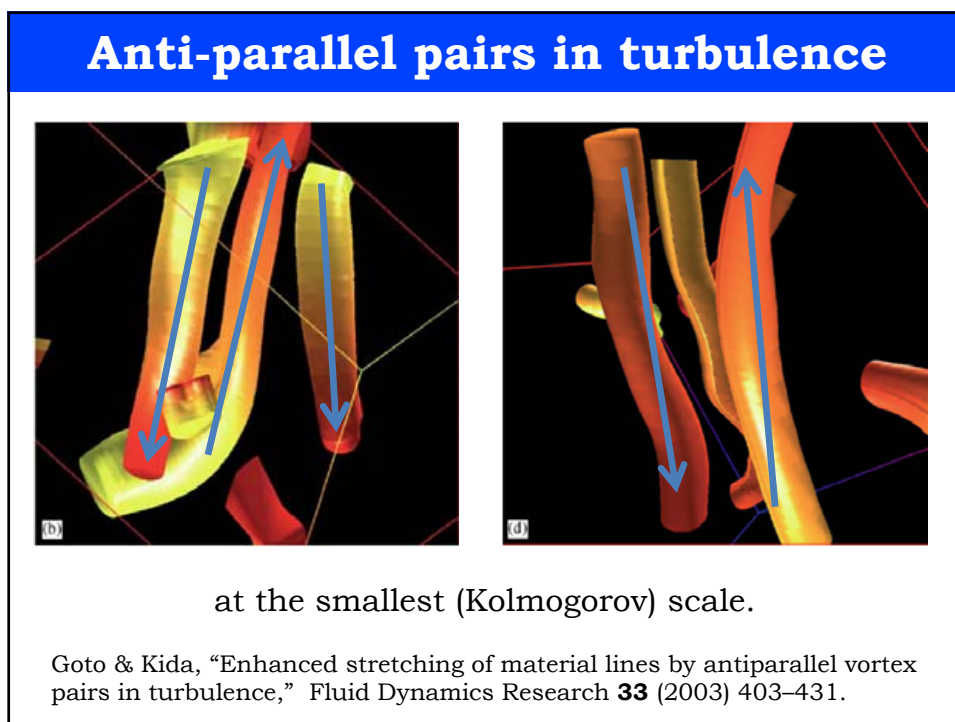 Anti-parallel pairs in turbulence
(b)
(d)
at the smallest (Kolmogorov) scale.
Goto & Kida, “Enhanced stretching of material lines by antiparallel vortex
pairs in turbulence,”  Fluid Dynamics Research 33 (2003) 403–431.